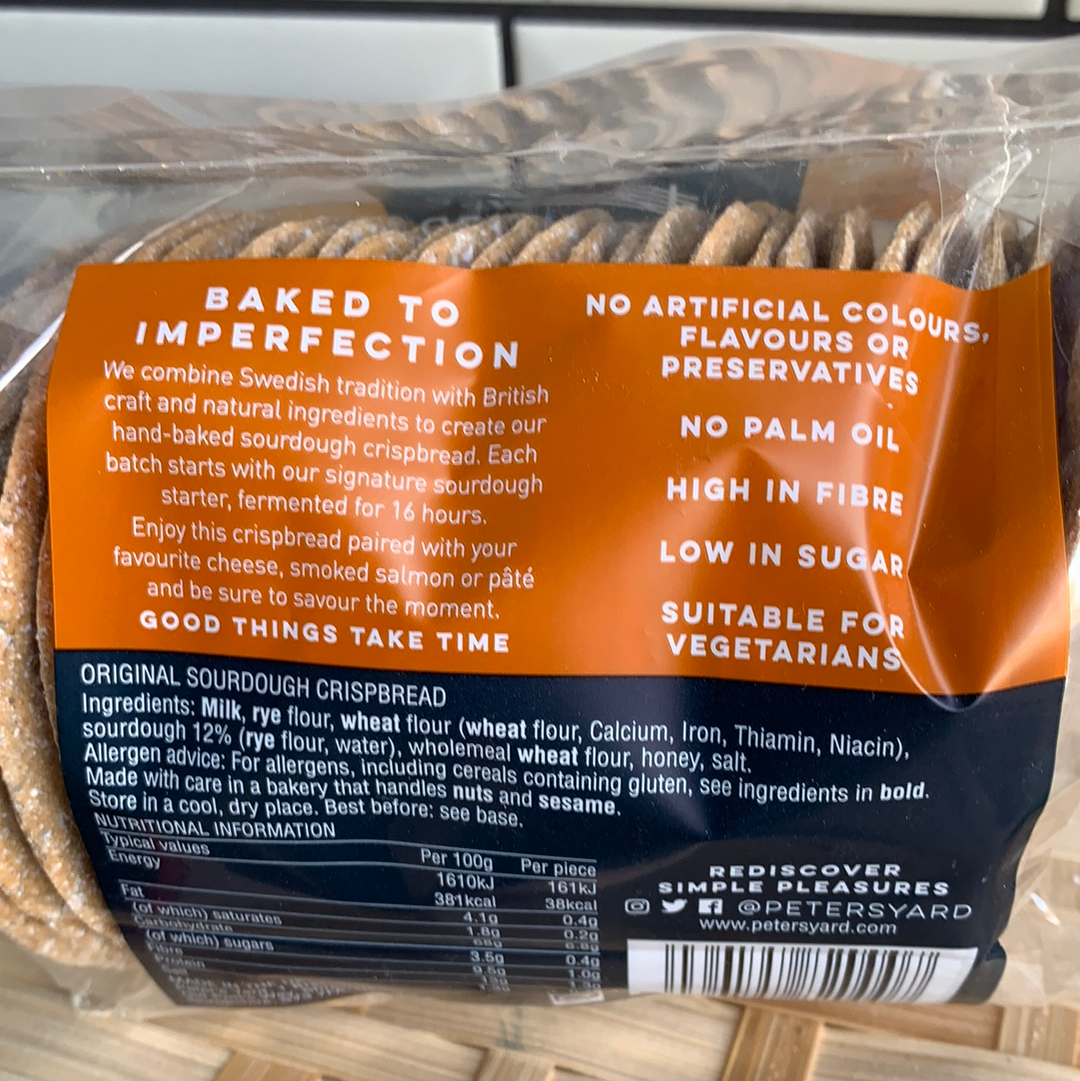 BAKED TO
IMPERFECTION
We combine Swedish tradition with British
craft and natural ingredients to create our
hand-baked sourdough crispbread. Each
batch starts with our signature sourdough
starter, fermented for 16 hours.
Enjoy this crispbread paired with your
favourite cheese, smoked salmon or pâté
and be sure to savour the moment.
GOOD THINGS TAKE TIME
NO ARTIFICIAL COLOURS,
FLAVOURS OR
PRESERVATIVES
NO PALM OIL
HIGH IN FIBRE
LOW IN SUGAR
SUITABLE FOR
VEGETARIANS
ORIGINAL SOURDOUGH CRISPBREAD
Ingredients: Milk, rye flour, wheat flour (wheat flour, Calcium, Iron, Thiamin, Niacin),
sourdough 12% (rye flour, water), wholemeal wheat flour, honey, salt.
Allergen advice: For allergens, including cereals containing gluten, see ingredients in bold.
Made with care in a bakery that handles nuts and sesame.
Store in a cool, dry place. Best before: see base.
NUTRITIONAL INFORMATION
Typical values Per 100g Per piece
Energy 1610kJ 161kJ
381kcal 38kcal
Fat 4.1g 0.4g
(of which) saturates 1.8g 0.2g
Carbohydrate
(of which) sugars 3.5g 0.4g
Fibre 9.5g 1.0g
Protein
REDISCOVER
SIMPLE PLEASURES
@PETERSYARD
www.petersyard.com